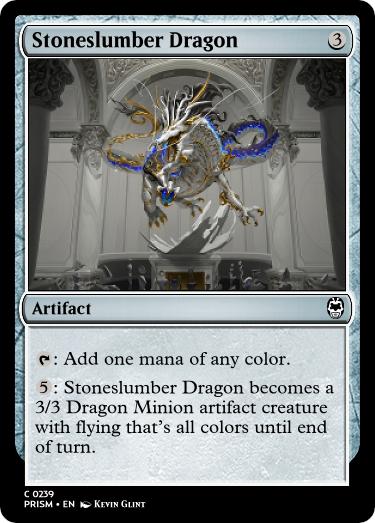 Stoneslumber Dragon 3
Artifact
: Add one mana of any color.
5: Stoneslumber Dragon becomes a
3/3 Dragon Minion artifact creature
with flying that's all colors until end
of turn.
C 0239
PRISM • EN Kevin Glint